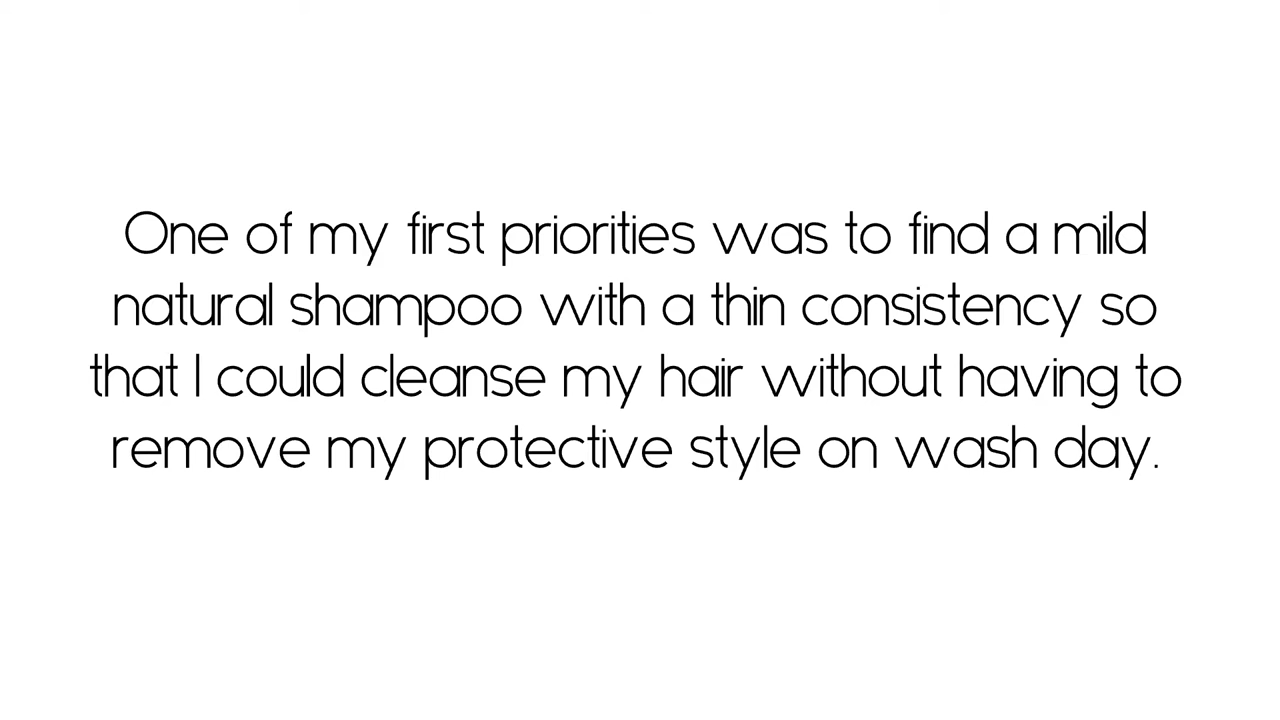 One of my first priorities was to find a mild
natural shampoo with a thin consistency so
that I could cleanse my hair without having to
remove my protective style on wash day.